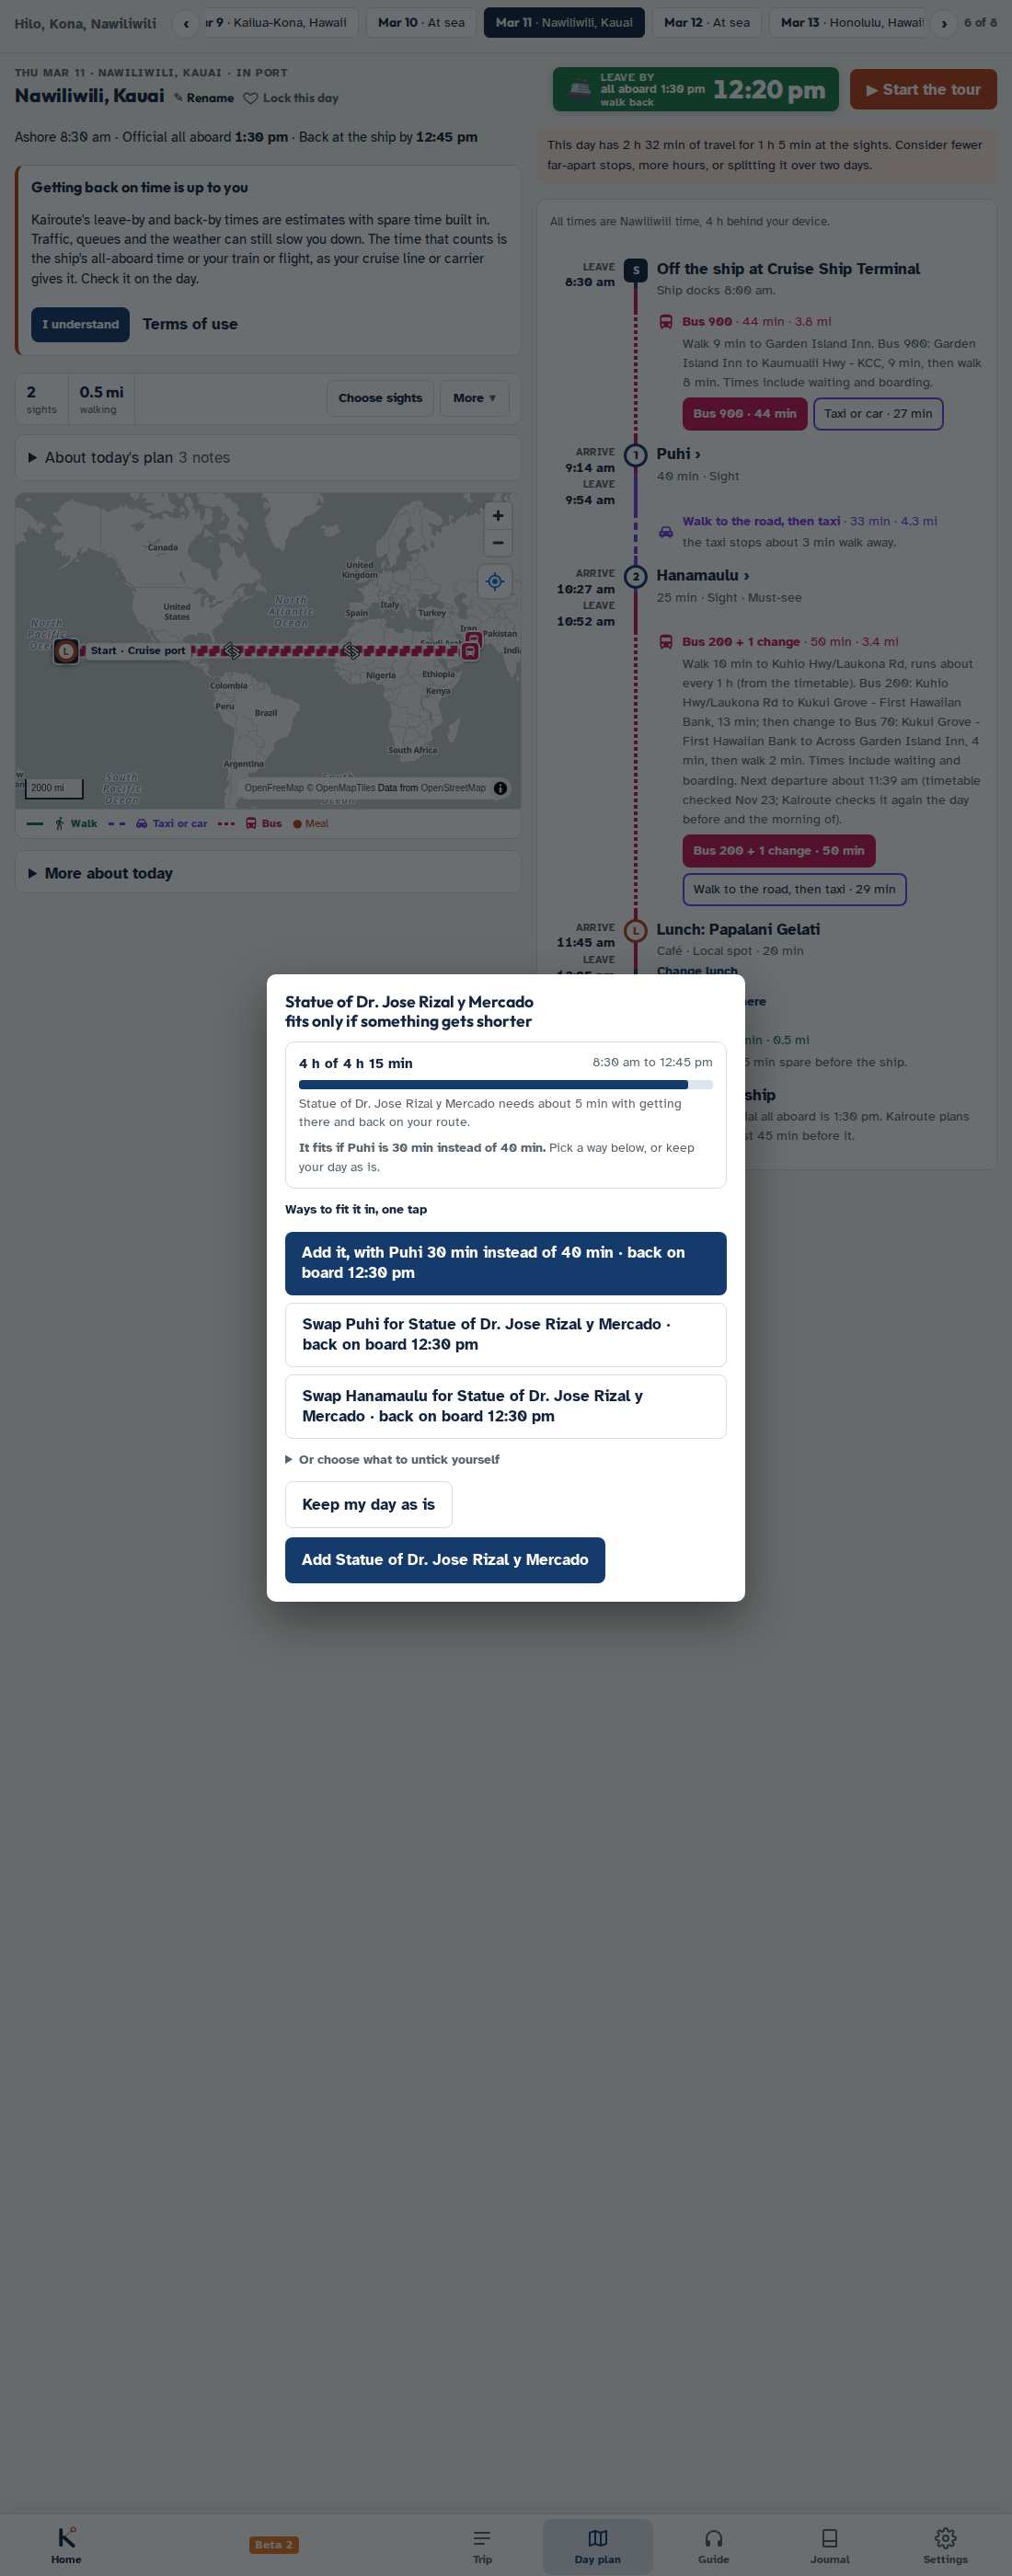 Hilo, Kona, Nawiliwili
‹
9 · Kailua-Kona, Hawaii
Mar 10 · At sea
Mar 11 · Nawiliwili, Kauai
Mar 12 · At sea
Mar 13 · Honolulu, Hawaii
›
6 of 8
THU MAR 11 · NAWILIWILI, KAUAI · IN PORT
Nawiliwili, Kauai
✎ Rename
Lock this day
LEAVE BY
all aboard 1:30 pm
walk back
12:20 pm
▶ Start the tour
Ashore 8:30 am · Official all aboard 1:30 pm · Back at the ship by 12:45 pm
Getting back on time is up to you
Kairoute's leave-by and back-by times are estimates with spare time built in.
Traffic, queues and the weather can still slow you down. The time that counts is
the ship's all-aboard time or your train or flight, as your cruise line or carrier
gives it. Check it on the day.
I understand
Terms of use
2
sights
0.5 mi
walking
Choose sights
More ▾
▶ About today's plan 3 notes
Canada
United
Kingdom
United
States
North
Atlantic
Ocean
Spain
Italy
Turkey
North
Pacific
Iran
Pakistan
Start · Cruise port
Colombia
Nigeria
Ethiopia
Kenya
Peru
Brazil
South Africa
Argentina
South
Pacific
Ocean
2000 mi
OpenFreeMap © OpenMapTiles Data from OpenStreetMap
Walk
Taxi or car
Bus
Meal
▶ More about today
This day has 2 h 32 min of travel for 1 h 5 min at the sights. Consider fewer
far-apart stops, more hours, or splitting it over two days.
All times are Nawiliwili time, 4 h behind your device.
LEAVE
8:30 am
S
Off the ship at Cruise Ship Terminal
Ship docks 8:00 am.
Bus 900 · 44 min · 3.8 mi
Walk 9 min to Garden Island Inn. Bus 900: Garden
Island Inn to Kaumualii Hwy - KCC, 9 min, then walk
8 min. Times include waiting and boarding.
Bus 900 · 44 min
Taxi or car · 27 min
ARRIVE
9:14 am
LEAVE
9:54 am
1
Puhi ›
40 min · Sight
Walk to the road, then taxi · 33 min · 4.3 mi
the taxi stops about 3 min walk away.
ARRIVE
10:27 am
LEAVE
10:52 am
2
Hanamaulu ›
25 min · Sight · Must-see
Bus 200 + 1 change · 50 min · 3.4 mi
Walk 10 min to Kuhio Hwy/Laukona Rd, runs about
every 1 h (from the timetable). Bus 200: Kuhio
Hwy/Laukona Rd to Kukui Grove -
First Hawaiian
Bank, 13 min; then change to Bus 70: Kukui Grove -
First Hawaiian Bank to Across Garden Island Inn, 4
min, then walk 2 min. Times include waiting and
boarding. Next departure about 11:39 am (timetable
checked Nov 23; Kairoute checks it again the day
before and the morning of).
Bus 200 + 1 change · 50 min
Walk to the road, then taxi · 29 min
ARRIVE
11:45 am
LEAVE
L
Lunch: Papalani Gelati
Café · Local spot · 20 min
Change lunch
here
min · 0.5 mi
5 min spare before the ship.
ship
al all aboard is 1:30 pm. Kairoute plans
st 45 min before it.
Statue of Dr. Jose Rizal y Mercado
fits only if something gets shorter
4 h of 4 h 15 min
8:30 am to 12:45 pm
Statue of Dr. Jose Rizal y Mercado needs about 5 min with getting
there and back on your route.
It fits if Puhi is 30 min instead of 40 min. Pick a way below, or keep
your day as is.
Ways to fit it in, one tap
Add it, with Puhi 30 min instead of 40 min · back on
board 12:30 pm
Swap Puhi for Statue of Dr. Jose Rizal y Mercado ·
back on board 12:30 pm
Swap Hanamaulu for Statue of Dr. Jose Rizal y
Mercado · back on board 12:30 pm
▶ Or choose what to untick yourself
Keep my day as is
Add Statue of Dr. Jose Rizal y Mercado
Home
Beta 2
Trip
Day plan
Guide
Journal
Settings